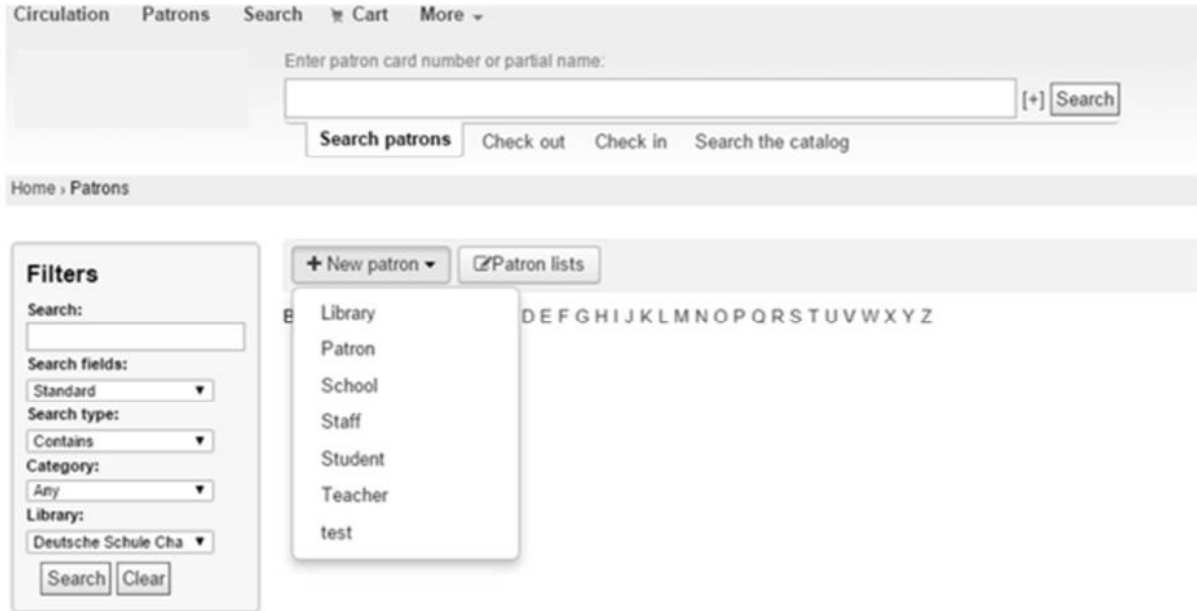 Circulation Patrons Search Cart More
Enter patron card number or partial name:
[+] Search
Search patrons Check out Check in Search the catalog
Home › Patrons
Filters
Search:
Search fields:
Standard
Search type:
Contains
Category:
Any
Library:
Deutsche Schule Cha
Search Clear
+ New patron Patron lists
D E F G H I J K L M N O P Q R S T U V W X Y Z
Library
Patron
School
Staff
Student
Teacher
test